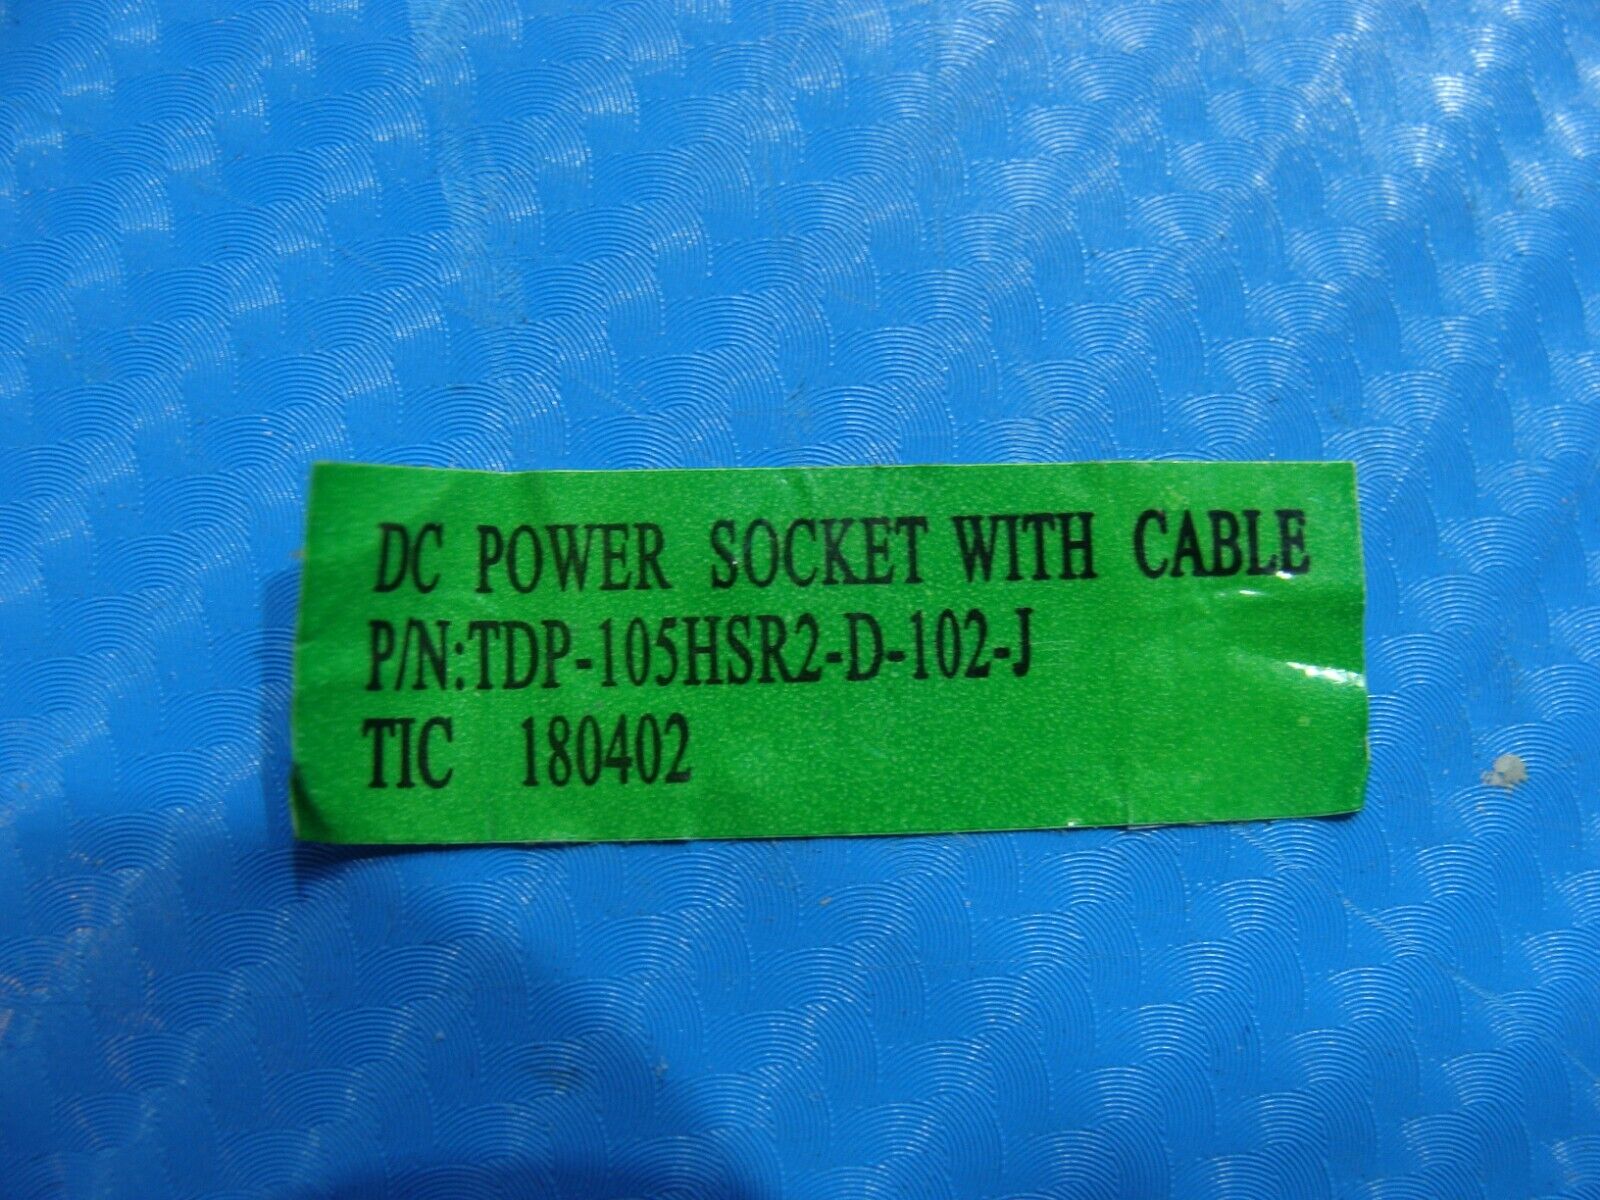 DC POWER SOCKET WITH CABLE
P/N:TDP-105HSR2-D-102-J
TIC 180402